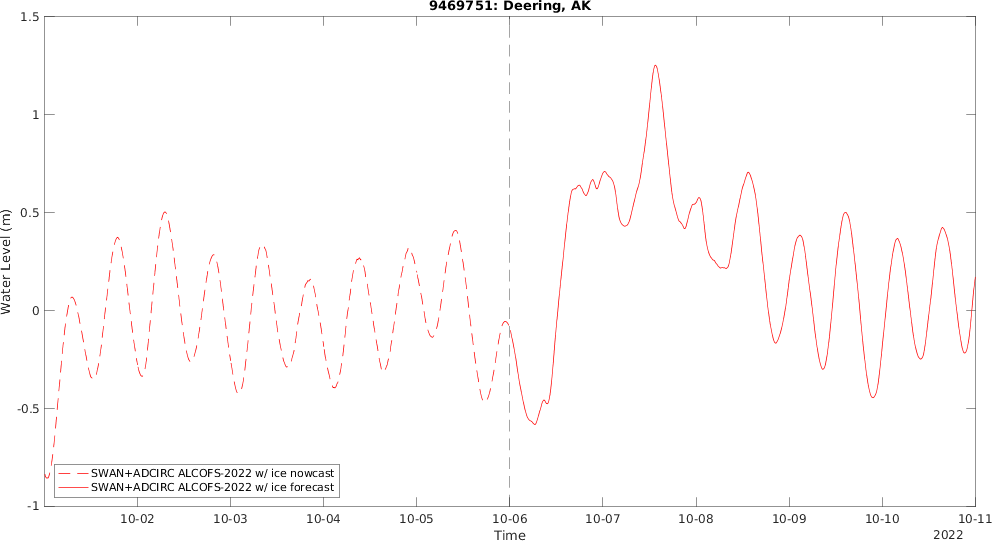 9469751: Deering, AK
1.5
1
0.5
0
-0.5
-1
Water Level (m)
SWAN+ADCIRC ALCOFS-2022 w/ ice nowcast
SWAN+ADCIRC ALCOFS-2022 w/ ice forecast
10-02 10-03 10-04 10-05 10-06 10-07 10-08 10-09 10-10 10-11
Time
2022